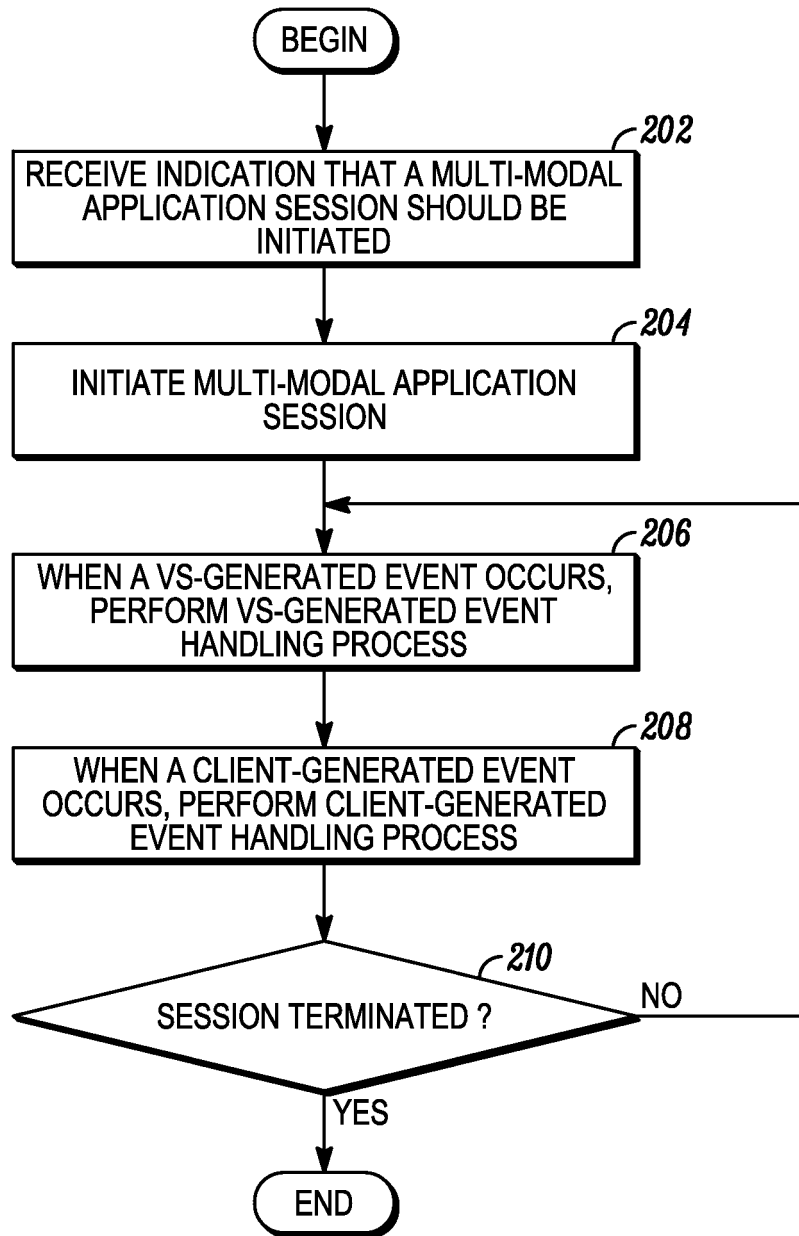 BEGIN
202
RECEIVE INDICATION THAT A MULTI-MODAL
APPLICATION SESSION SHOULD BE
INITIATED
204
INITIATE MULTI-MODAL APPLICATION
SESSION
206
WHEN A VS-GENERATED EVENT OCCURS,
PERFORM VS-GENERATED EVENT
HANDLING PROCESS
208
WHEN A CLIENT-GENERATED EVENT
OCCURS, PERFORM CLIENT-GENERATED
EVENT HANDLING PROCESS
210
SESSION TERMINATED ?
NO
YES
END